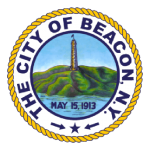 THE CITY OF BEACON N.Y.
MAY 15, 1913